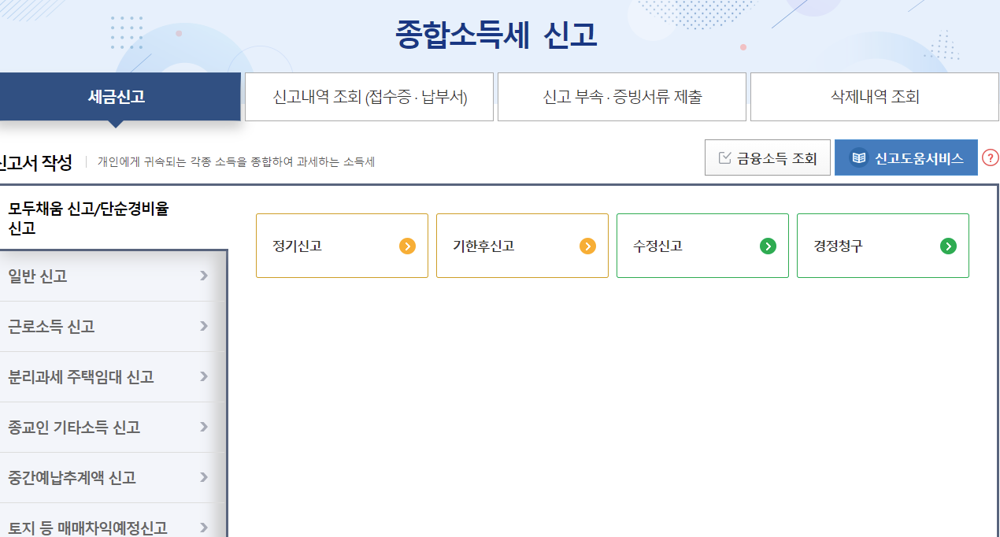 종합소득세 신고
세금신고
신고내역 조회 (접수증 · 납부서)
신고 부속 · 증빙서류 제출
삭제내역 조회
신고서 작성
개인에게 귀속되는 각종 소득을 종합하여 과세하는 소득세
금융소득 조회
신고도움서비스
?
모두채움 신고/단순경비율
신고
정기신고
기한후신고
수정신고
경정청구
일반 신고
근로소득 신고
분리과세 주택임대 신고
종교인 기타소득 신고
중간예납추계액 신고
토지 등 매매차익예정신고